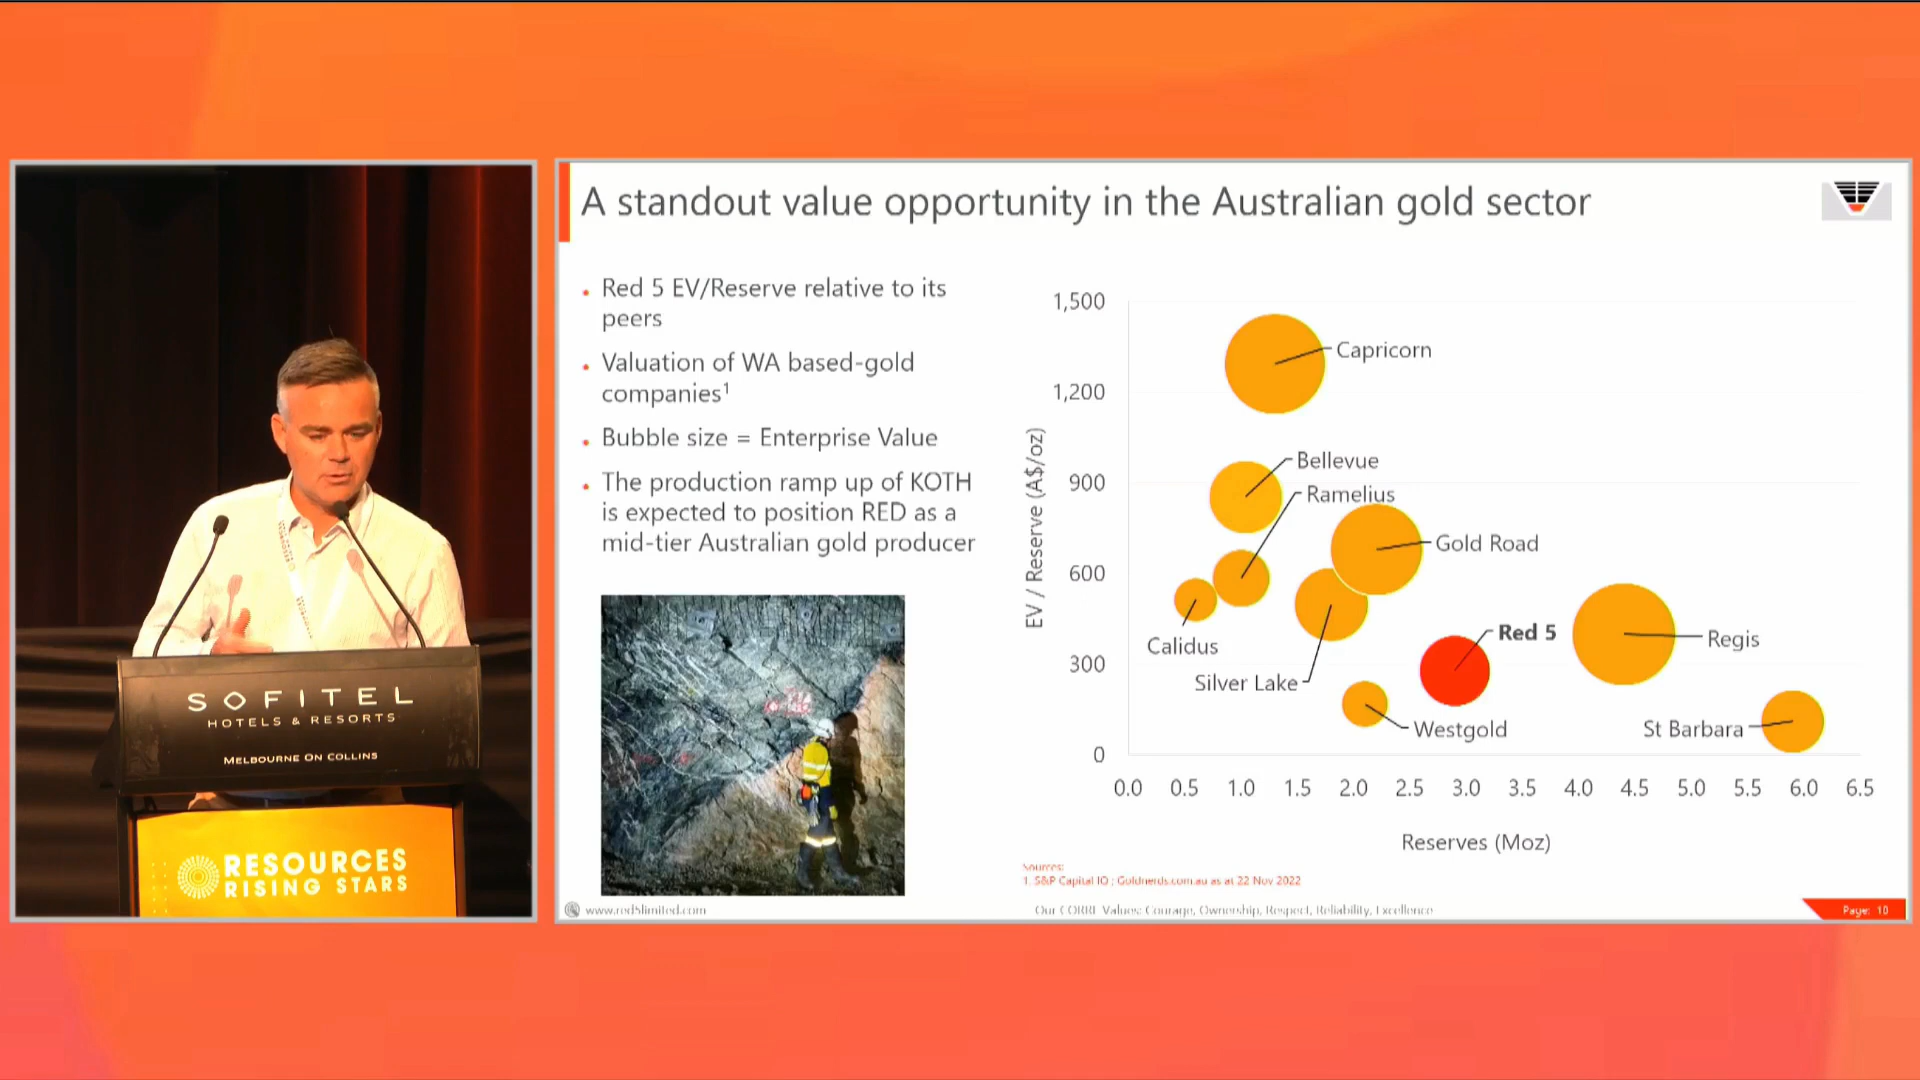 A standout value opportunity in the Australian gold sector
• Red 5 EV/Reserve relative to its
peers
• Valuation of WA based-gold
companies¹
• Bubble size = Enterprise Value
• The production ramp up of KOTH
is expected to position RED as a
mid-tier Australian gold producer
EV / Reserve (A$/oz)
1,500
1,200
900
600
300
0
Capricorn
Bellevue
Ramelius
Gold Road
Calidus
Silver Lake
Red 5
Regis
Westgold
St Barbara
0.0 0.5 1.0 1.5 2.0 2.5 3.0 3.5 4.0 4.5 5.0 5.5 6.0 6.5
Reserves (Moz)
Sources:
1. S&P Capital IQ ; Goldnerds.com.au as at 22 Nov 2022
www.red5limited.com
Our CORRE Values: Courage, Ownership, Respect, Reliability, Excellence
Page: 10
SOFITEL
HOTELS & RESORTS
MELBOURNE ON COLLINS
RESOURCES
RISING STARS